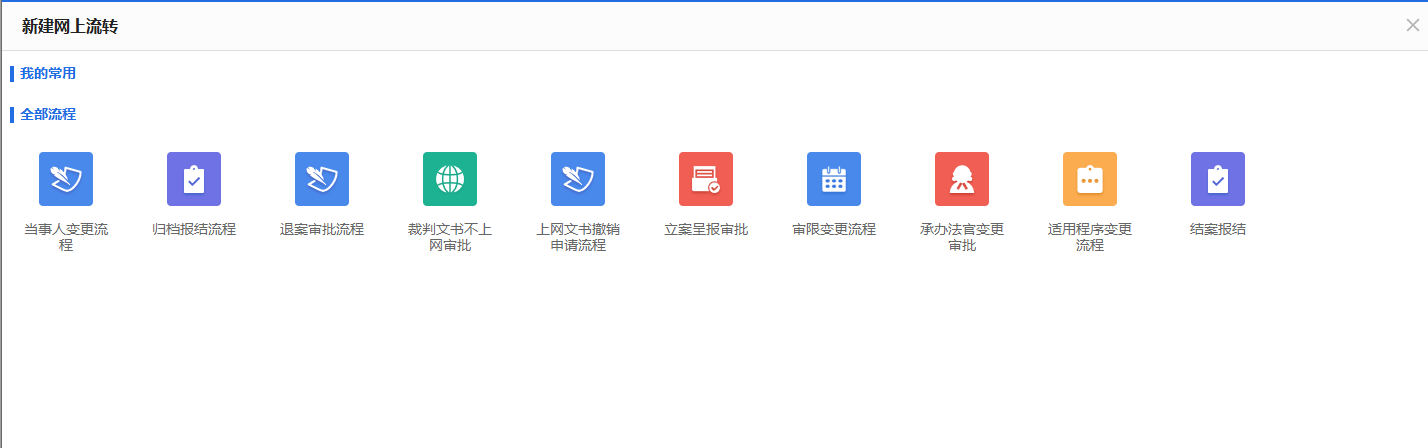 新建网上流转
我的常用
全部流程
当事人变更流
程
归档报结流程
退案审批流程
裁判文书不上
网审批
上网文书撤销
申请流程
立案呈报审批
审限变更流程
承办法官变更
审批
适用程序变更
流程
结案报结